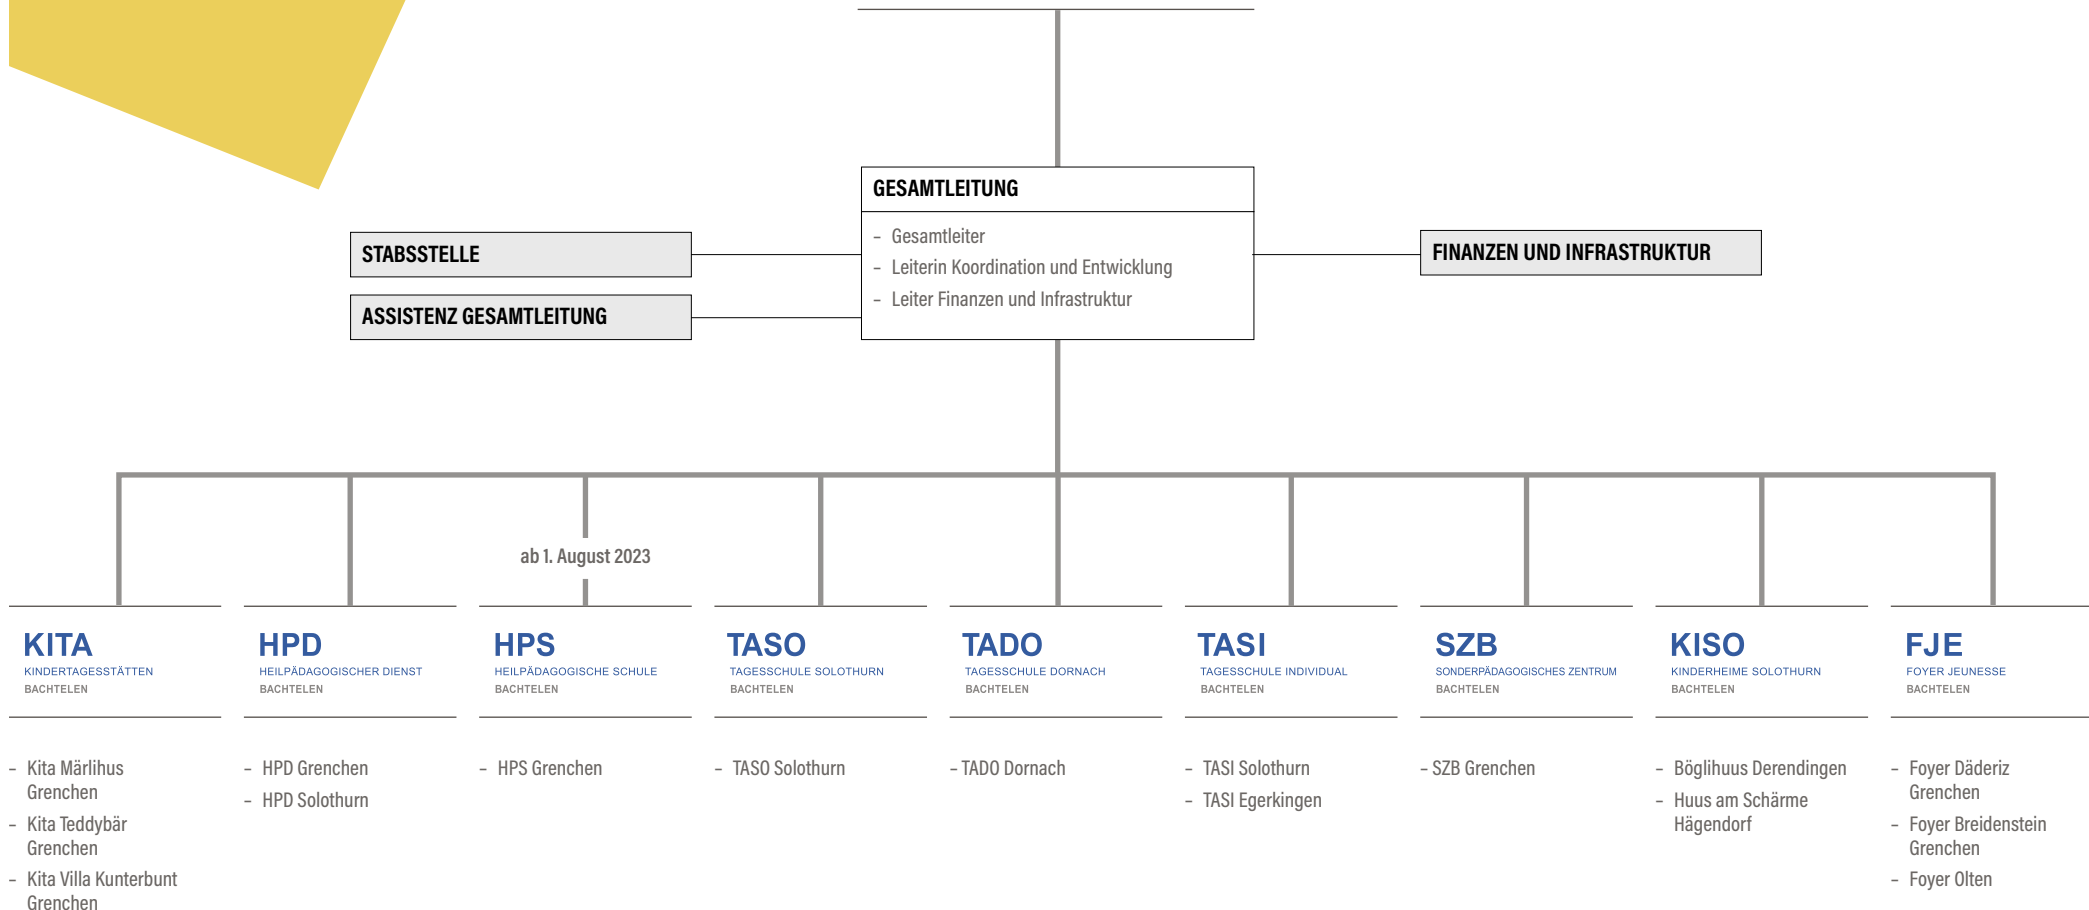 GESAMTLEITUNG
– Gesamtleiter
– Leiterin Koordination und Entwicklung
– Leiter Finanzen und Infrastruktur
STABSSTELLE
ASSISTENZ GESAMTLEITUNG
FINANZEN UND INFRASTRUKTUR
ab 1. August 2023
KITA
KINDERTAGESSTÄTTEN
BACHTELEN
– Kita Märlihus
Grenchen
– Kita Teddybär
Grenchen
– Kita Villa Kunterbunt
Grenchen
HPD
HEILPÄDAGOGISCHER DIENST
BACHTELEN
– HPD Grenchen
– HPD Solothurn
HPS
HEILPÄDAGOGISCHE SCHULE
BACHTELEN
– HPS Grenchen
TASO
TAGESSCHULE SOLOTHURN
BACHTELEN
– TASO Solothurn
TADO
TAGESSCHULE DORNACH
BACHTELEN
– TADO Dornach
TASI
TAGESSCHULE INDIVIDUAL
BACHTELEN
– TASI Solothurn
– TASI Egerkingen
SZB
SONDERPÄDAGOGISCHES ZENTRUM
BACHTELEN
– SZB Grenchen
KISO
KINDERHEIME SOLOTHURN
BACHTELEN
– Böglihuus Derendingen
– Huus am Schärme
Hägendorf
FJE
FOYER JEUNESSE
BACHTELEN
– Foyer Däderiz
Grenchen
– Foyer Breidenstein
Grenchen
– Foyer Olten